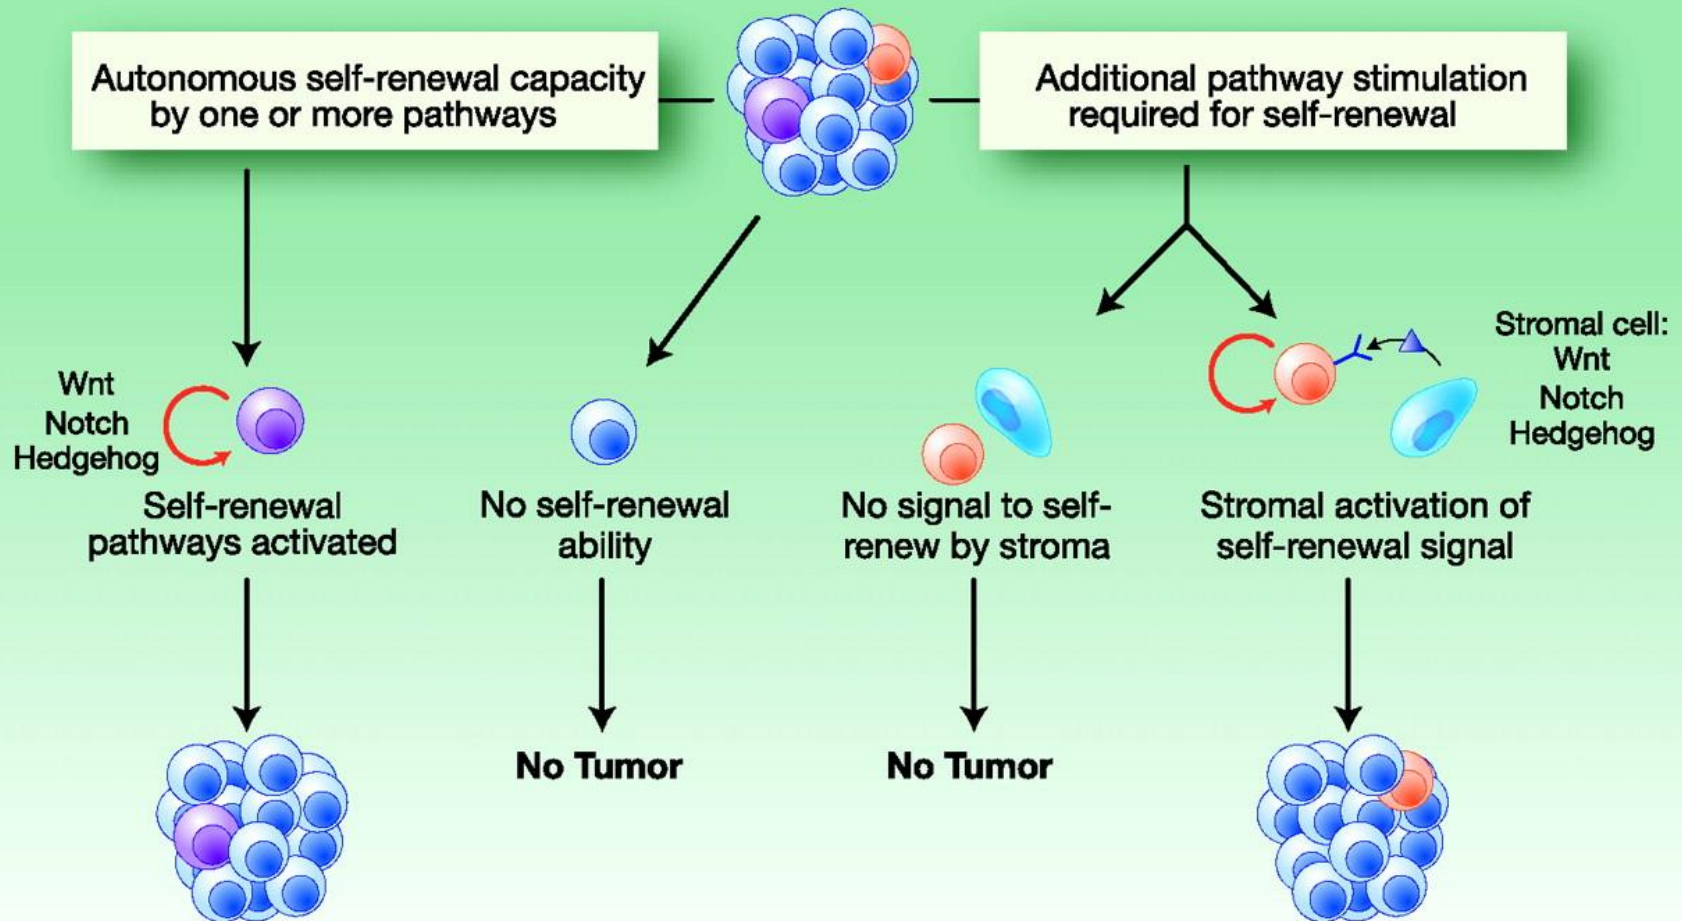 Autonomous self-renewal capacity
by one or more pathways
Additional pathway stimulation
required for self-renewal
Wnt
Notch
Hedgehog
Stromal cell:
Wnt
Notch
Hedgehog
Self-renewal
pathways activated
No self-renewal
ability
No signal to self-
renew by stroma
Stromal activation of
self-renewal signal
No Tumor
No Tumor